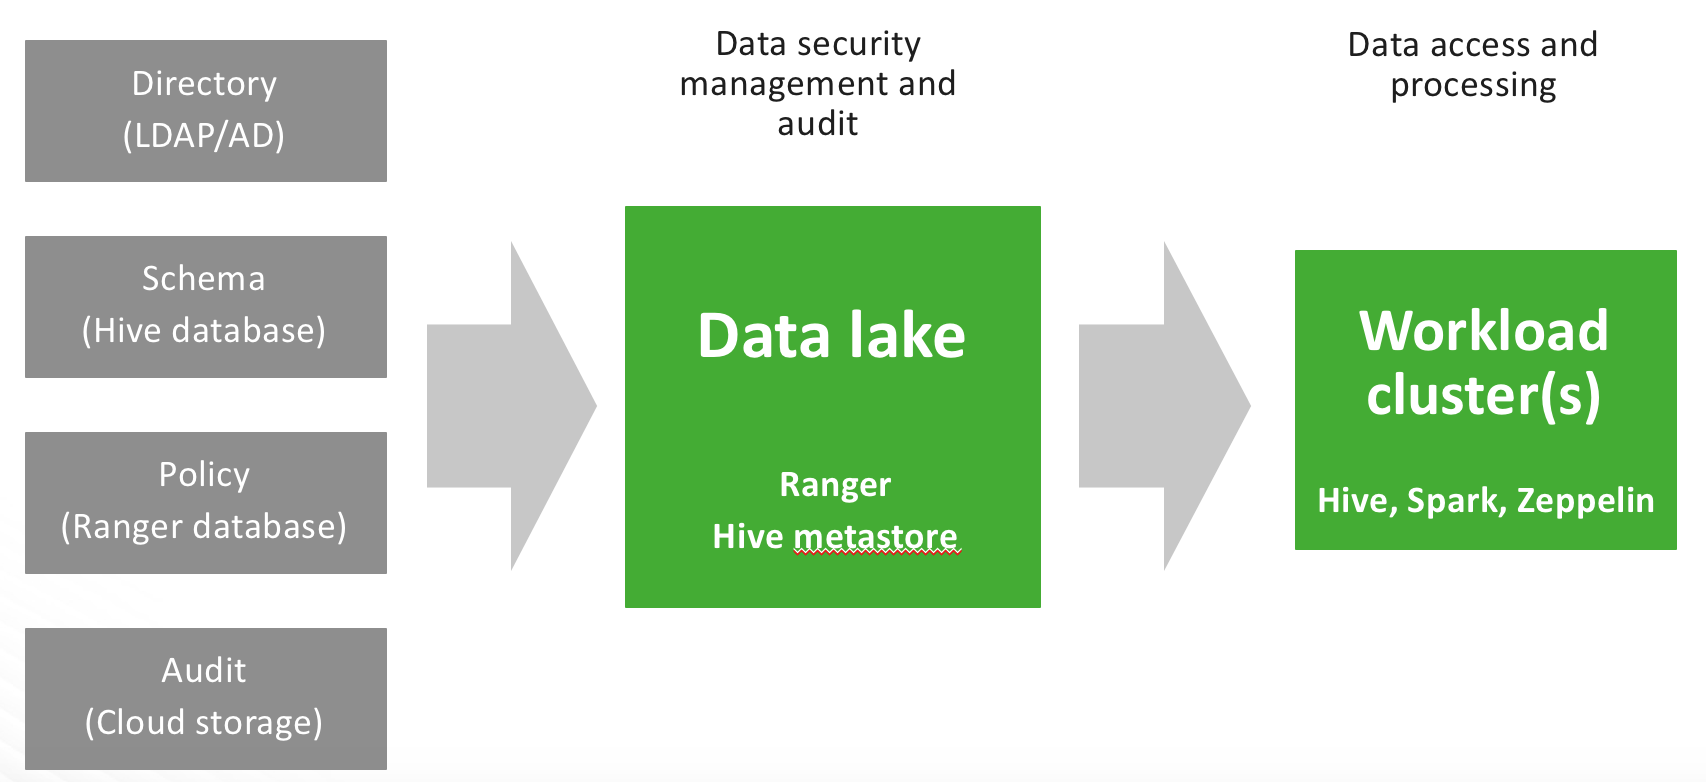 Directory
(LDAP/AD)
Schema
(Hive database)
Policy
(Ranger database)
Audit
(Cloud storage)
Data security
management and
audit
Data lake
Ranger
Hive metastore
Data access and
processing
Workload
cluster(s)
Hive, Spark, Zeppelin